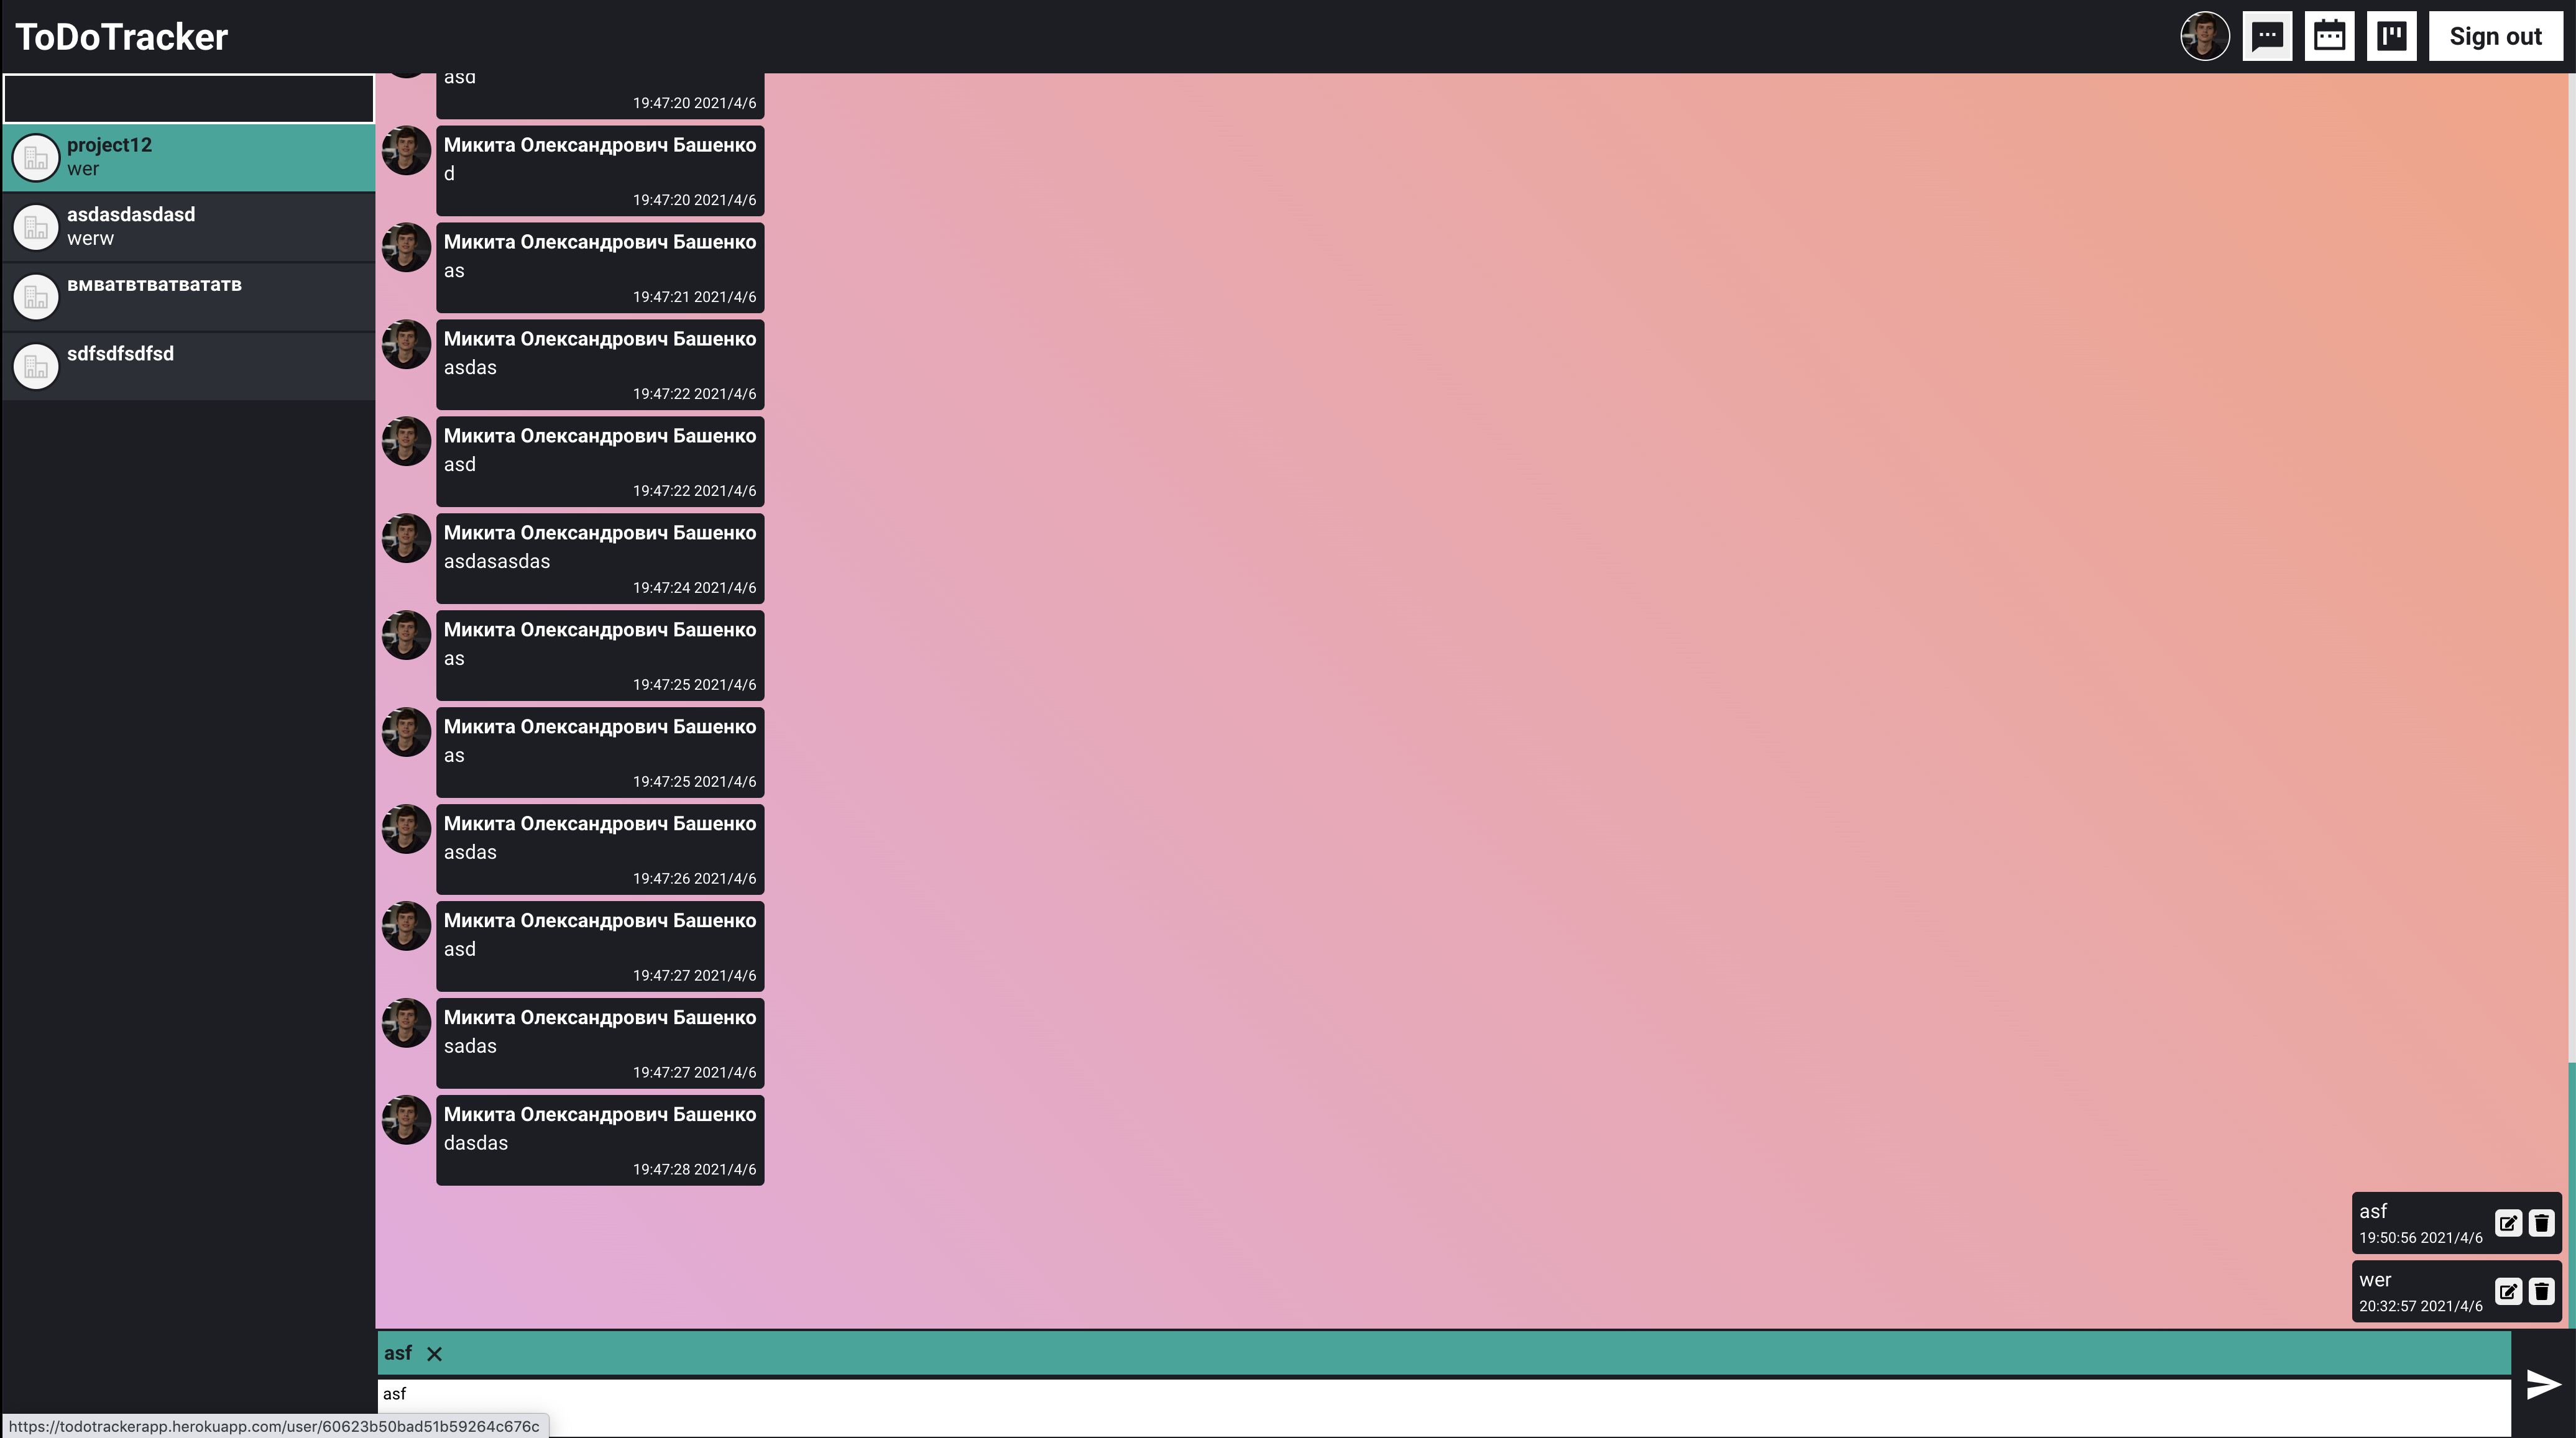 ToDoTracker
Sign out
project12
wer
asdasdasdasd
werw
вмватвтватвататв
sdfsdfsdfsd
asd
19:47:20 2021/4/6
Микита Олександрович Башенко
d
19:47:20 2021/4/6
Микита Олександрович Башенко
as
19:47:21 2021/4/6
Микита Олександрович Башенко
asdas
19:47:22 2021/4/6
Микита Олександрович Башенко
asd
19:47:22 2021/4/6
Микита Олександрович Башенко
asdasasdas
19:47:24 2021/4/6
Микита Олександрович Башенко
as
19:47:25 2021/4/6
Микита Олександрович Башенко
as
19:47:25 2021/4/6
Микита Олександрович Башенко
asdas
19:47:26 2021/4/6
Микита Олександрович Башенко
asd
19:47:27 2021/4/6
Микита Олександрович Башенко
sadas
19:47:27 2021/4/6
Микита Олександрович Башенко
dasdas
19:47:28 2021/4/6
asf
19:50:56 2021/4/6
wer
20:32:57 2021/4/6
asf
asf
https://todotrackerapp.herokuapp.com/user/60623b50bad51b59264c676c